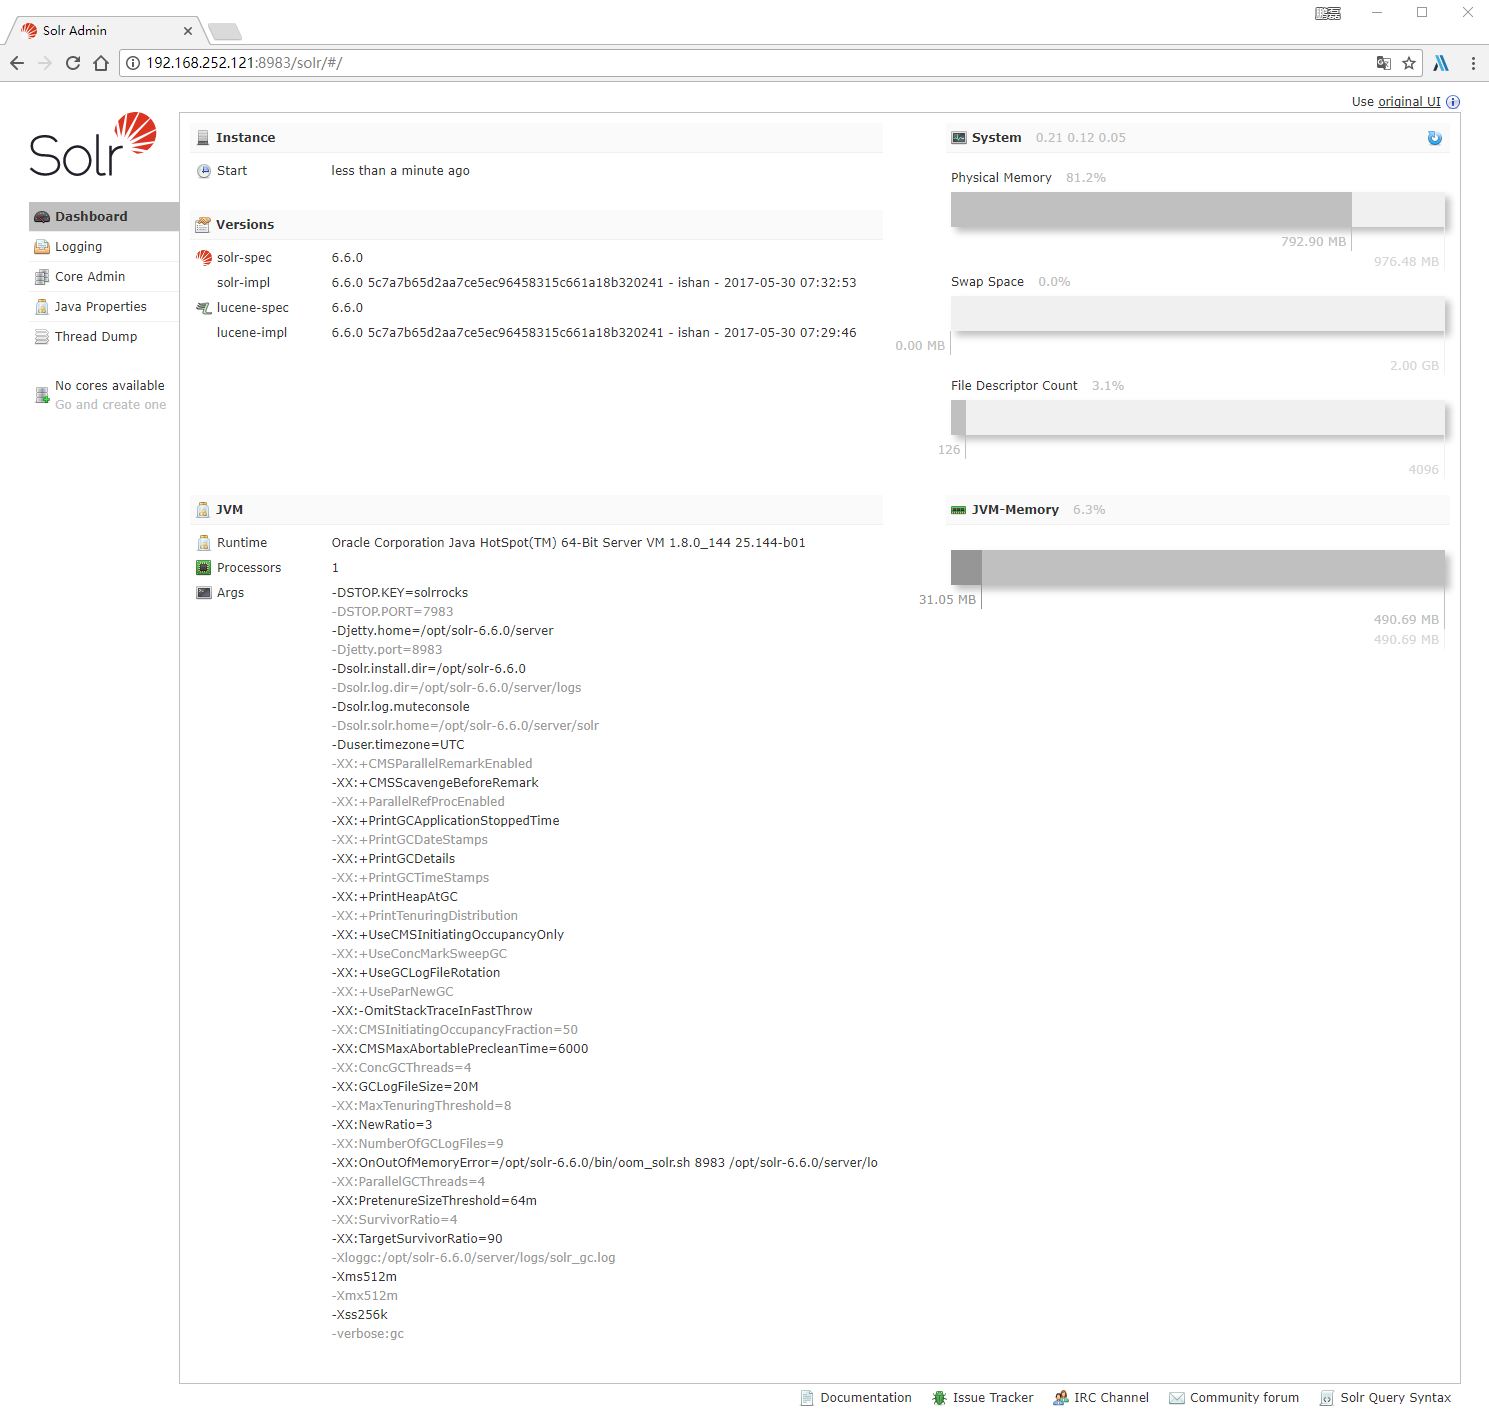 鹏磊
Solr Admin
192.168.252.121:8983/solr/#/
Use original UI
Solr
Dashboard
Logging
Core Admin
Java Properties
Thread Dump
No cores available
Go and create one
Instance
Start less than a minute ago
Versions
solr-spec 6.6.0
solr-impl 6.6.0 5c7a7b65d2aa7ce5ec96458315c661a18b320241 - ishan - 2017-05-30 07:32:53
lucene-spec 6.6.0
lucene-impl 6.6.0 5c7a7b65d2aa7ce5ec96458315c661a18b320241 - ishan - 2017-05-30 07:29:46
System 0.21 0.12 0.05
Physical Memory 81.2%
792.90 MB
976.48 MB
Swap Space 0.0%
0.00 MB
2.00 GB
File Descriptor Count 3.1%
126
4096
JVM
Runtime Oracle Corporation Java HotSpot(TM) 64-Bit Server VM 1.8.0_144 25.144-b01
Processors 1
Args -DSTOP.KEY=solrrocks
-DSTOP.PORT=7983
-Djetty.home=/opt/solr-6.6.0/server
-Djetty.port=8983
-Dsolr.install.dir=/opt/solr-6.6.0
-Dsolr.log.dir=/opt/solr-6.6.0/server/logs
-Dsolr.log.muteconsole
-Dsolr.solr.home=/opt/solr-6.6.0/server/solr
-Duser.timezone=UTC
-XX:+CMSParallelRemarkEnabled
-XX:+CMSScavengeBeforeRemark
-XX:+ParallelRefProcEnabled
-XX:+PrintGCApplicationStoppedTime
-XX:+PrintGCDateStamps
-XX:+PrintGCDetails
-XX:+PrintGCTimeStamps
-XX:+PrintHeapAtGC
-XX:+PrintTenuringDistribution
-XX:+UseCMSInitiatingOccupancyOnly
-XX:+UseConcMarkSweepGC
-XX:+UseGCLogFileRotation
-XX:+UseParNewGC
-XX:-OmitStackTraceInFastThrow
-XX:CMSInitiatingOccupancyFraction=50
-XX:CMSMaxAbortablePrecleanTime=6000
-XX:ConcGCThreads=4
-XX:GCLogFileSize=20M
-XX:MaxTenuringThreshold=8
-XX:NewRatio=3
-XX:NumberOfGCLogFiles=9
-XX:OnOutOfMemoryError=/opt/solr-6.6.0/bin/oom_solr.sh 8983 /opt/solr-6.6.0/server/lo
-XX:ParallelGCThreads=4
-XX:PretenureSizeThreshold=64m
-XX:SurvivorRatio=4
-XX:TargetSurvivorRatio=90
-Xloggc:/opt/solr-6.6.0/server/logs/solr_gc.log
-Xms512m
-Xmx512m
-Xss256k
-verbose:gc
JVM-Memory 6.3%
31.05 MB
490.69 MB
490.69 MB
Documentation Issue Tracker IRC Channel Community forum Solr Query Syntax